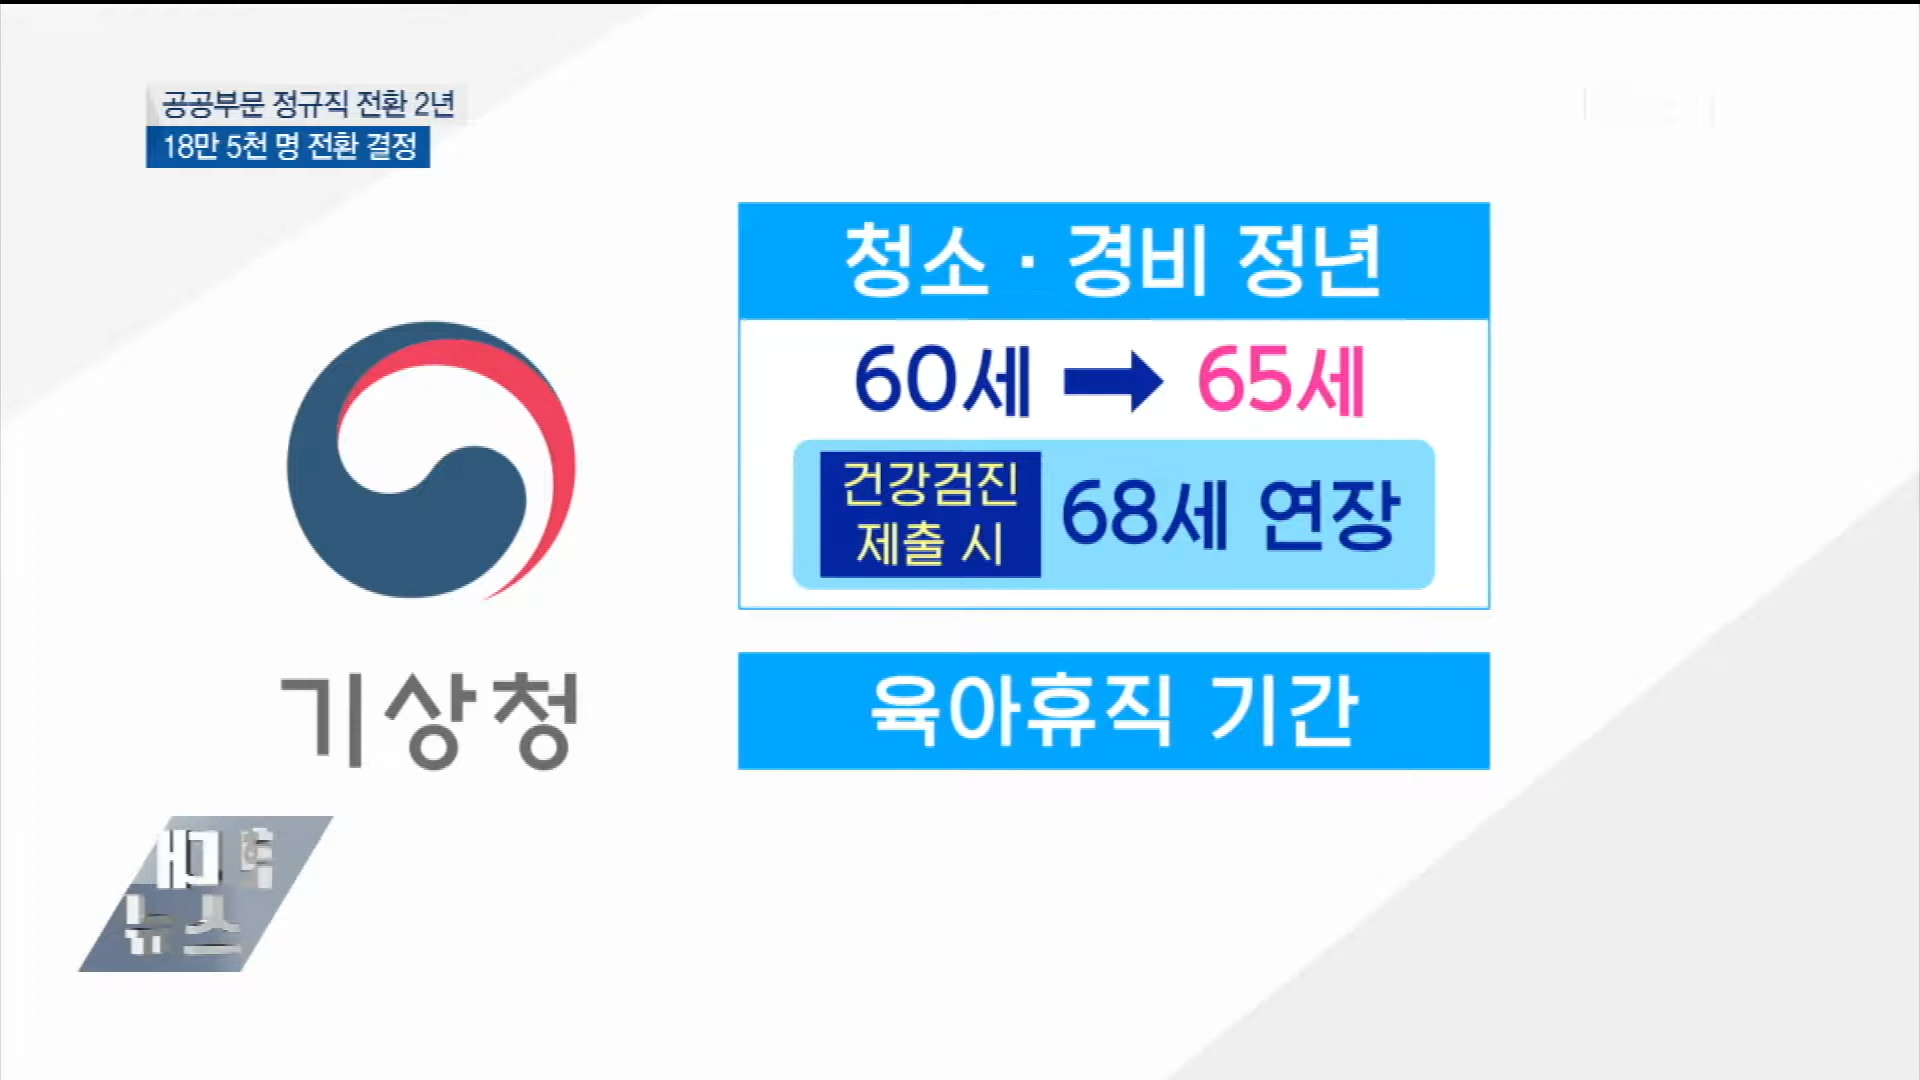 공공부문 정규직 전환 2년
18만 5천 명 전환 결정
청소 · 경비 정년
60세 → 65세
건강검진
제출 시
68세 연장
육아휴직 기간
기상청
뉴스